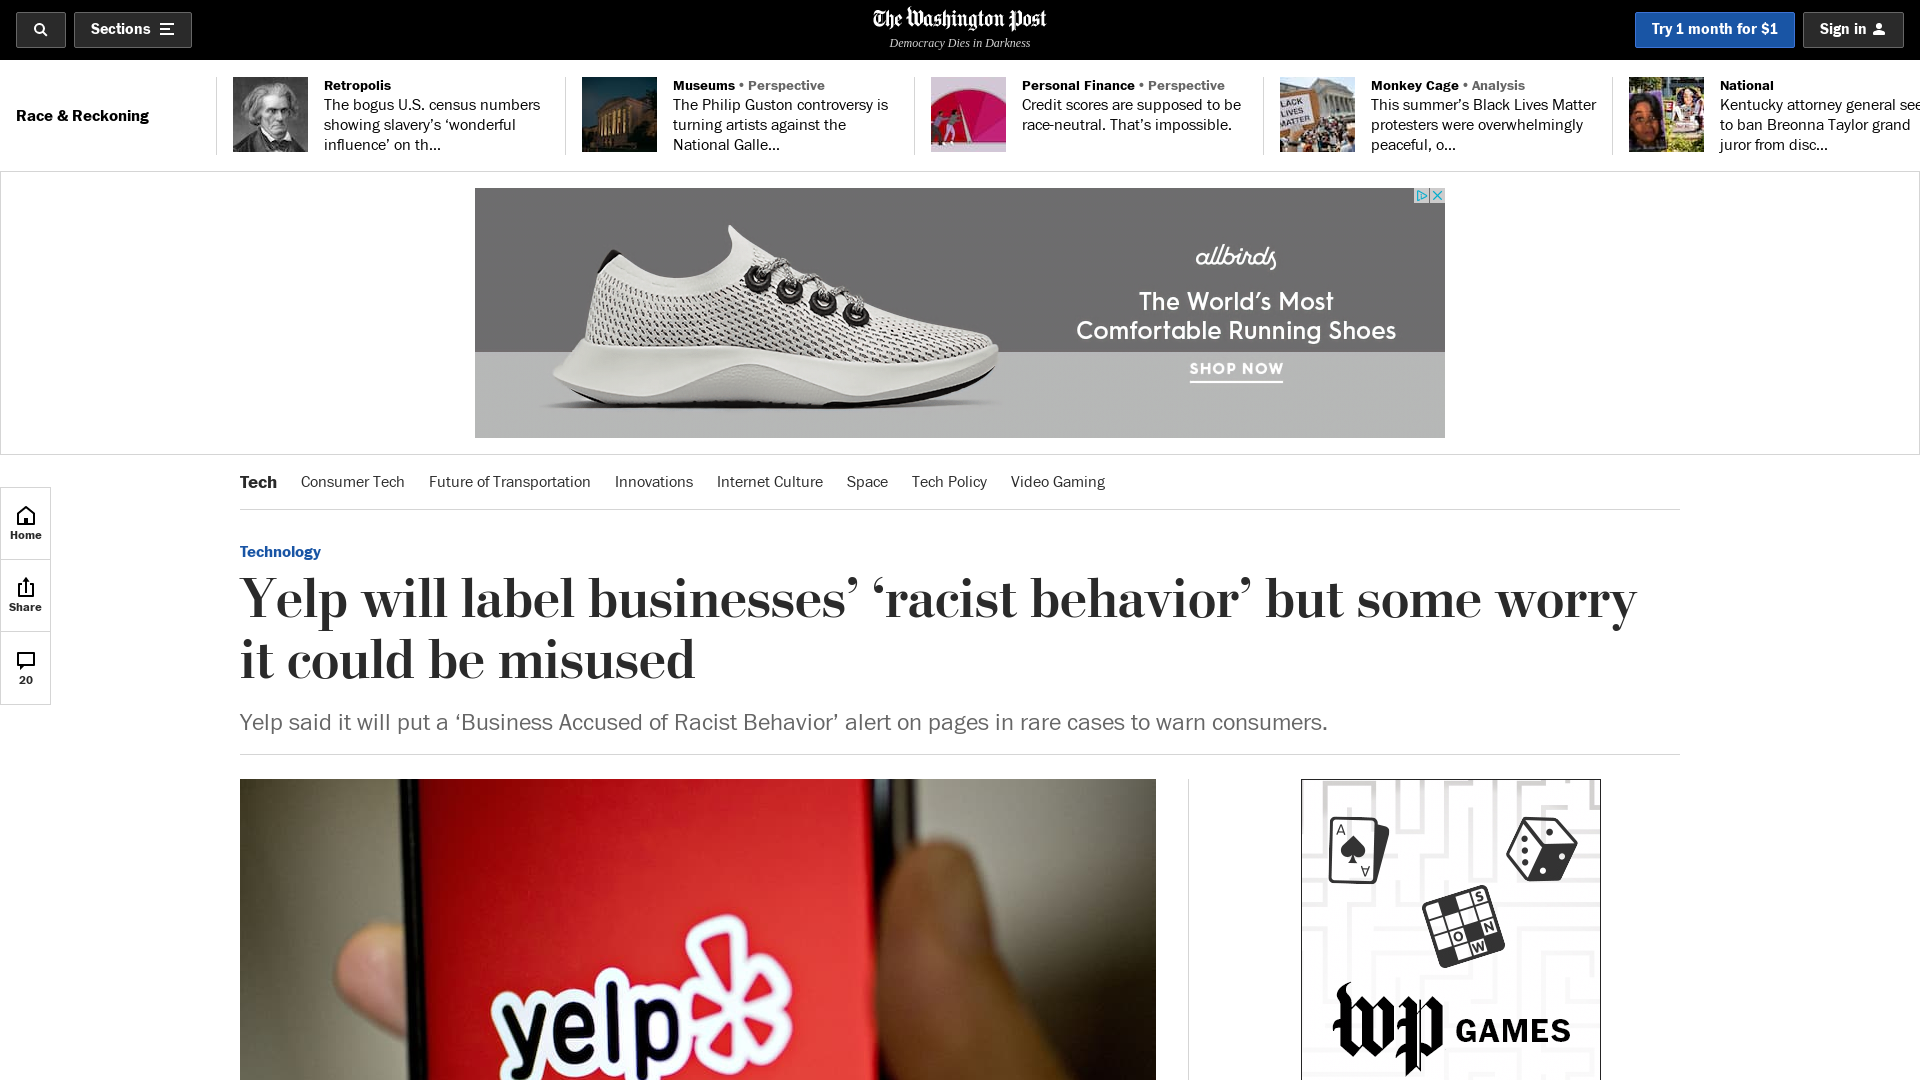 Sections
The Washington Post
Democracy Dies in Darkness
Try 1 month for $1
Sign in
Race & Reckoning
Retropolis
The bogus U.S. census numbers
showing slavery’s ‘wonderful
influence’ on th...
Museums • Perspective
The Philip Guston controversy is
turning artists against the
National Galle...
Personal Finance • Perspective
Credit scores are supposed to be
race-neutral. That’s impossible.
Monkey Cage • Analysis
This summer’s Black Lives Matter
protesters were overwhelmingly
peaceful, o...
LACK
LIVES
MATTER
National
Kentucky attorney general see
to ban Breonna Taylor grand
juror from disc...
allbirds
The World’s Most
Comfortable Running Shoes
SHOP NOW
Tech
Consumer Tech
Future of Transportation
Innovations
Internet Culture
Space
Tech Policy
Video Gaming
Home
Share
20
Technology
Yelp will label businesses’ ‘racist behavior’ but some worry
it could be misused
Yelp said it will put a ‘Business Accused of Racist Behavior’ alert on pages in rare cases to warn consumers.
yelp
A
A
S
O N
W
wp GAMES